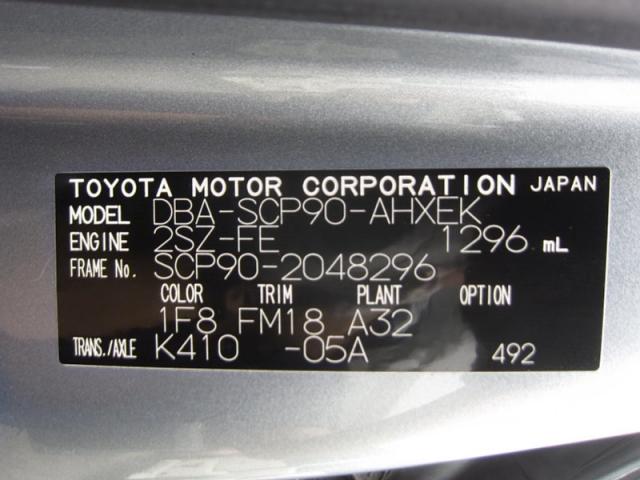 TOYOTA MOTOR CORPORATION JAPAN
MODEL DBA-SCP90-AHXEK
ENGINE 2SZ-FE 1296 mL
FRAME No. SCP90-2048296
COLOR TRIM PLANT OPTION
1F8 FM18 A32
TRANS./AXLE K410 -05A 492